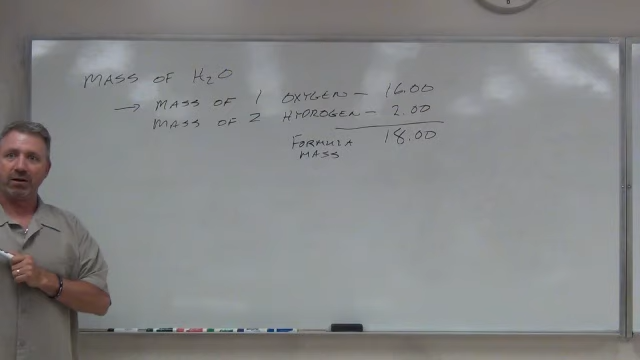 MASS OF H₂O
→ MASS OF 1 OXYGEN — 16.00
MASS OF 2 HYDROGEN — 2.00
FORMULA 18.00
MASS